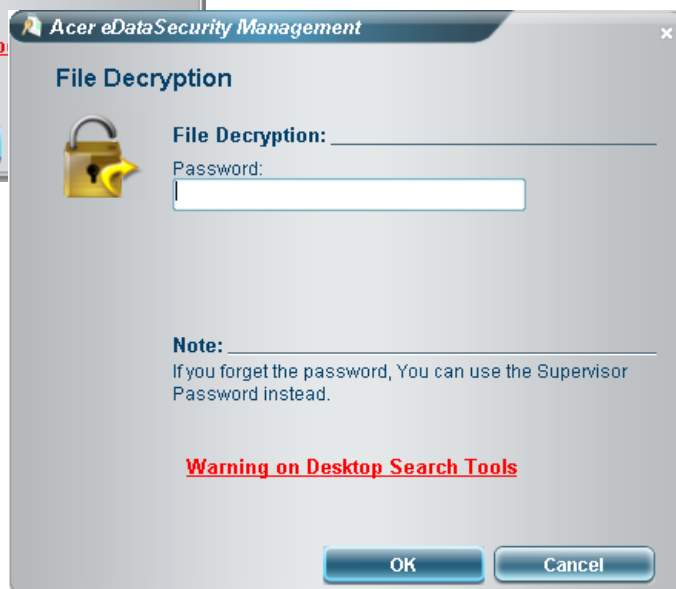 Acer eDataSecurity Management
File Decryption
File Decryption:
Password:
Note:
If you forget the password, You can use the Supervisor
Password instead.
Warning on Desktop Search Tools
OK
Cancel